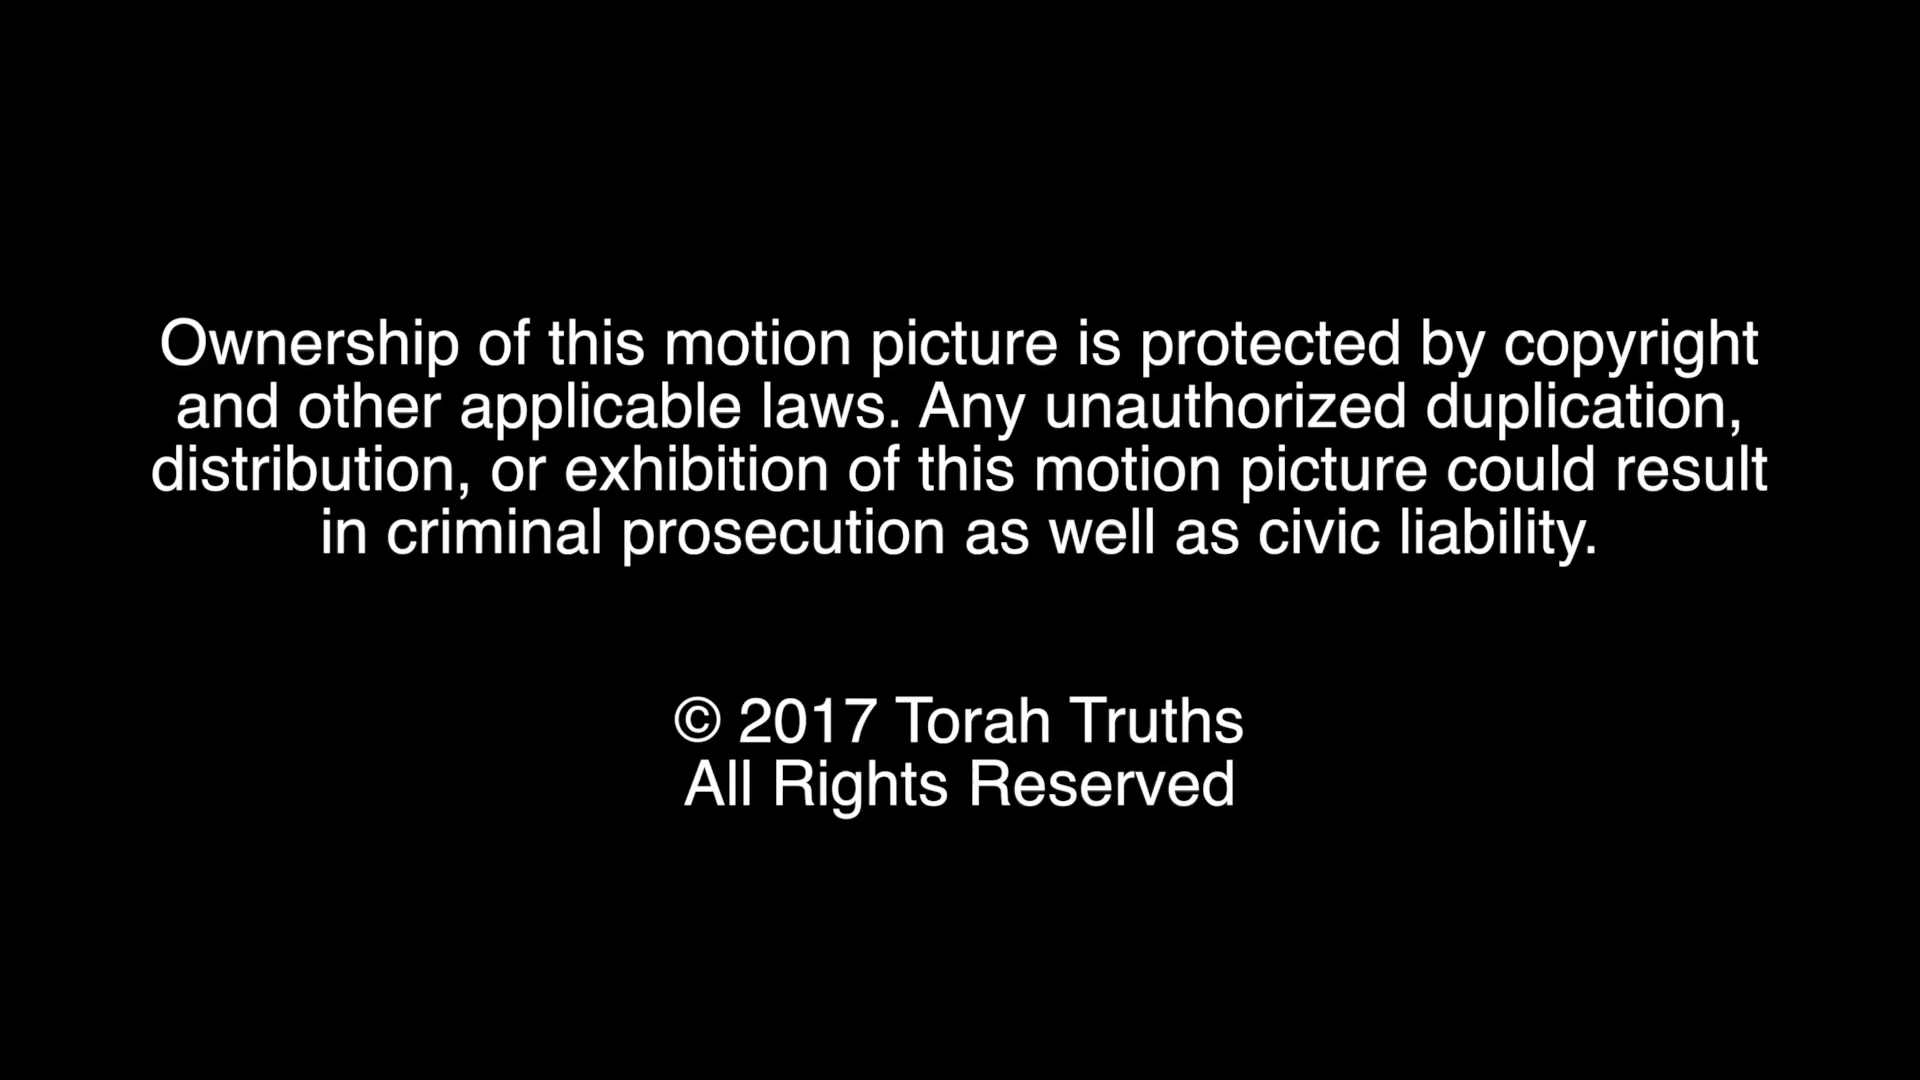 Ownership of this motion picture is protected by copyright
and other applicable laws. Any unauthorized duplication,
distribution, or exhibition of this motion picture could result
in criminal prosecution as well as civic liability.
© 2017 Torah Truths
All Rights Reserved